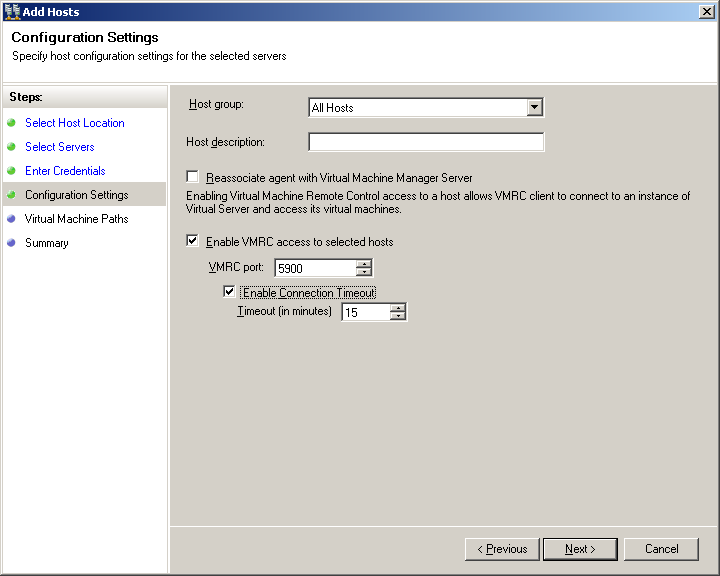 Add Hosts
Configuration Settings
Specify host configuration settings for the selected servers
Steps:
Select Host Location
Select Servers
Enter Credentials
Configuration Settings
Virtual Machine Paths
Summary
Host group:
All Hosts
Host description:
Reassociate agent with Virtual Machine Manager Server
Enabling Virtual Machine Remote Control access to a host allows VMRC client to connect to an instance of
Virtual Server and access its virtual machines.
Enable VMRC access to selected hosts
VMRC port:
5900
Enable Connection Timeout
Timeout (in minutes)
15
< Previous
Next >
Cancel